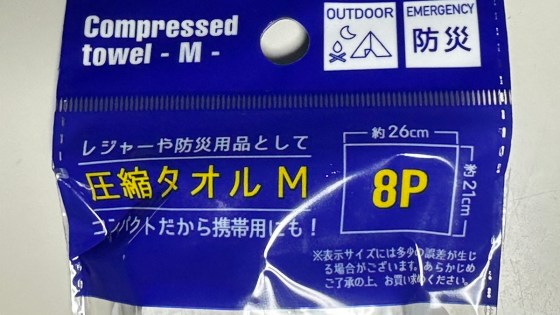 Compressed
towel - M -
OUTDOOR
EMERGENCY
防災
レジャーや防災用品として
圧縮タオル M
コンパクトだから携帯用にも!
約26cm
8P
約21cm
※表示サイズには多少の誤差が生じ
る場合がございます。あらかじめ
ご了承の上、お買い求めください。